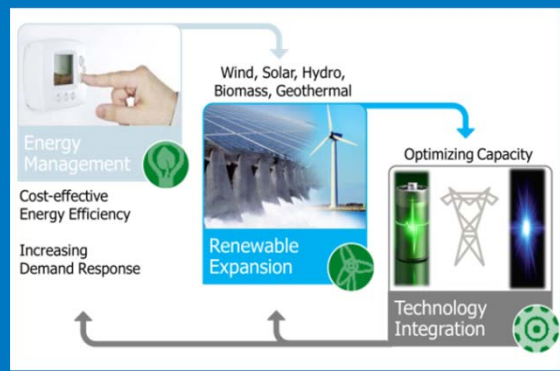 Energy
Management
Cost-effective
Energy Efficiency
Increasing
Demand Response
Wind, Solar, Hydro,
Biomass, Geothermal
Renewable
Expansion
Optimizing Capacity
Technology
Integration